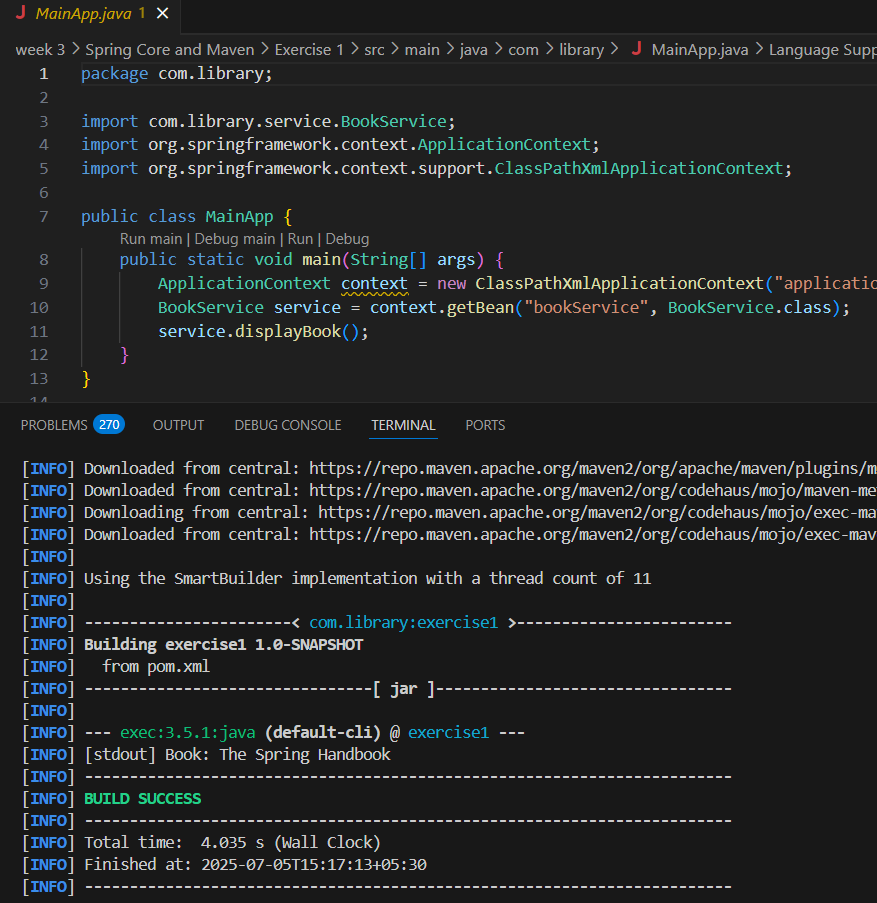 MainApp.java 1 ×
week 3 > Spring Core and Maven > Exercise 1 > src > main > java > com > library > J MainApp.java > Language Supp
1 package com.library;
2
3 import com.library.service.BookService;
4 import org.springframework.context.ApplicationContext;
5 import org.springframework.context.support.ClassPathXmlApplicationContext;
6
7 public class MainApp {
Run main | Debug main | Run | Debug
8 public static void main(String[] args) {
9 ApplicationContext context = new ClassPathXmlApplicationContext("applicatio
10 BookService service = context.getBean("bookService", BookService.class);
11 service.displayBook();
12 }
13 }
14
PROBLEMS 270 OUTPUT DEBUG CONSOLE TERMINAL PORTS
[INFO] Downloaded from central: https://repo.maven.apache.org/maven2/org/apache/maven/plugins/m
[INFO] Downloaded from central: https://repo.maven.apache.org/maven2/org/codehaus/mojo/maven-me
[INFO] Downloading from central: https://repo.maven.apache.org/maven2/org/codehaus/mojo/exec-ma
[INFO] Downloaded from central: https://repo.maven.apache.org/maven2/org/codehaus/mojo/exec-mav
[INFO]
[INFO] Using the SmartBuilder implementation with a thread count of 11
[INFO]
[INFO] -----------------------< com.library:exercise1 >------------------------
[INFO] Building exercise1 1.0-SNAPSHOT
[INFO] from pom.xml
[INFO] --------------------------------[ jar ]---------------------------------
[INFO]
[INFO] --- exec:3.5.1:java (default-cli) @ exercise1 ---
[INFO] [stdout] Book: The Spring Handbook
[INFO] ------------------------------------------------------------------------
[INFO] BUILD SUCCESS
[INFO] ------------------------------------------------------------------------
[INFO] Total time: 4.035 s (Wall Clock)
[INFO] Finished at: 2025-07-05T15:17:13+05:30
[INFO] ------------------------------------------------------------------------